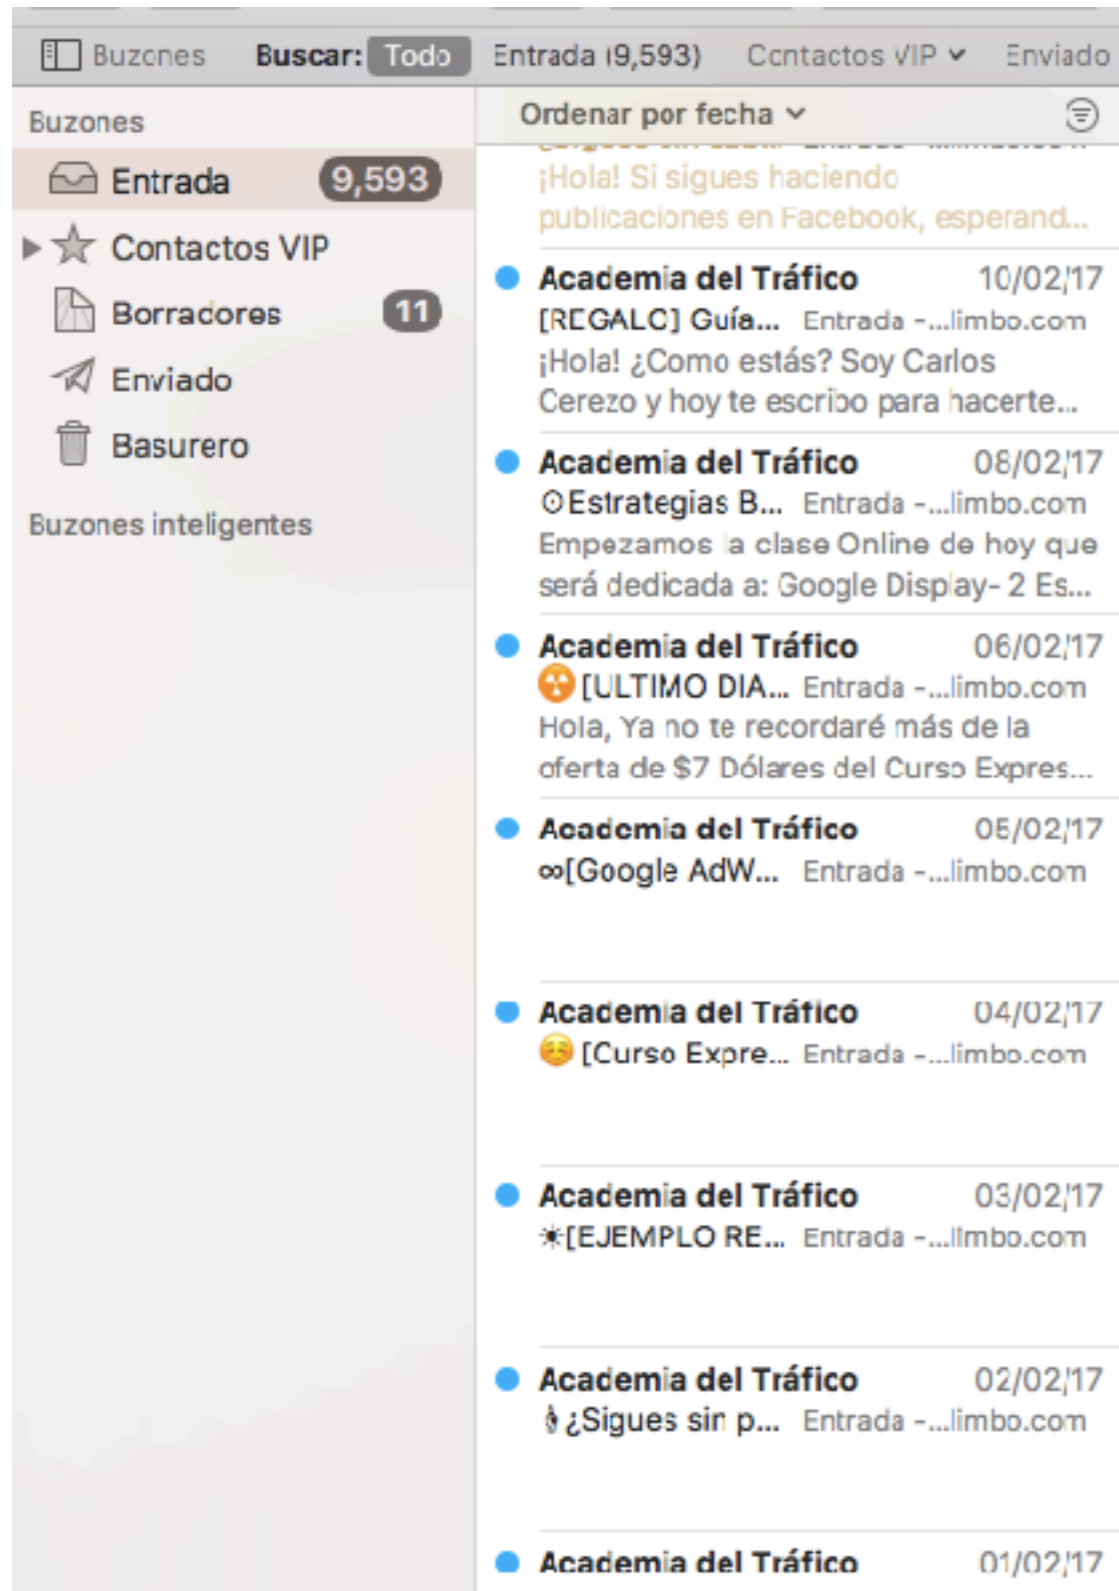 Buzones Buscar: Todo Entrada (9,593) Contactos VIP Enviado
Buzones
Entrada 9,593
Contactos VIP
Borradores 11
Enviado
Basurero
Buzones inteligentes
Ordenar por fecha
¡Hola! Si sigues haciendo
publicaciones en Facebook, esperand...
Academia del Tráfico 10/02/17
[REGALO] Guía... Entrada -...limbo.com
¡Hola! ¿Como estás? Soy Carlos
Cerezo y hoy te escribo para hacerte...
Academia del Tráfico 08/02/17
⊙Estrategias B... Entrada -...limbo.com
Empezamos la clase Online de hoy que
será dedicada a: Google Display- 2 Es...
Academia del Tráfico 06/02/17
[ULTIMO DIA... Entrada -...limbo.com
Hola, Ya no te recordaré más de la
oferta de $7 Dólares del Curso Expres...
Academia del Tráfico 05/02/17
∞[Google AdW... Entrada -...limbo.com
Academia del Tráfico 04/02/17
[Curso Expre... Entrada -...limbo.com
Academia del Tráfico 03/02/17
☀[EJEMPLO RE... Entrada -...limbo.com
Academia del Tráfico 02/02/17
¿Sigues sin p... Entrada -...limbo.com
Academia del Tráfico 01/02/17